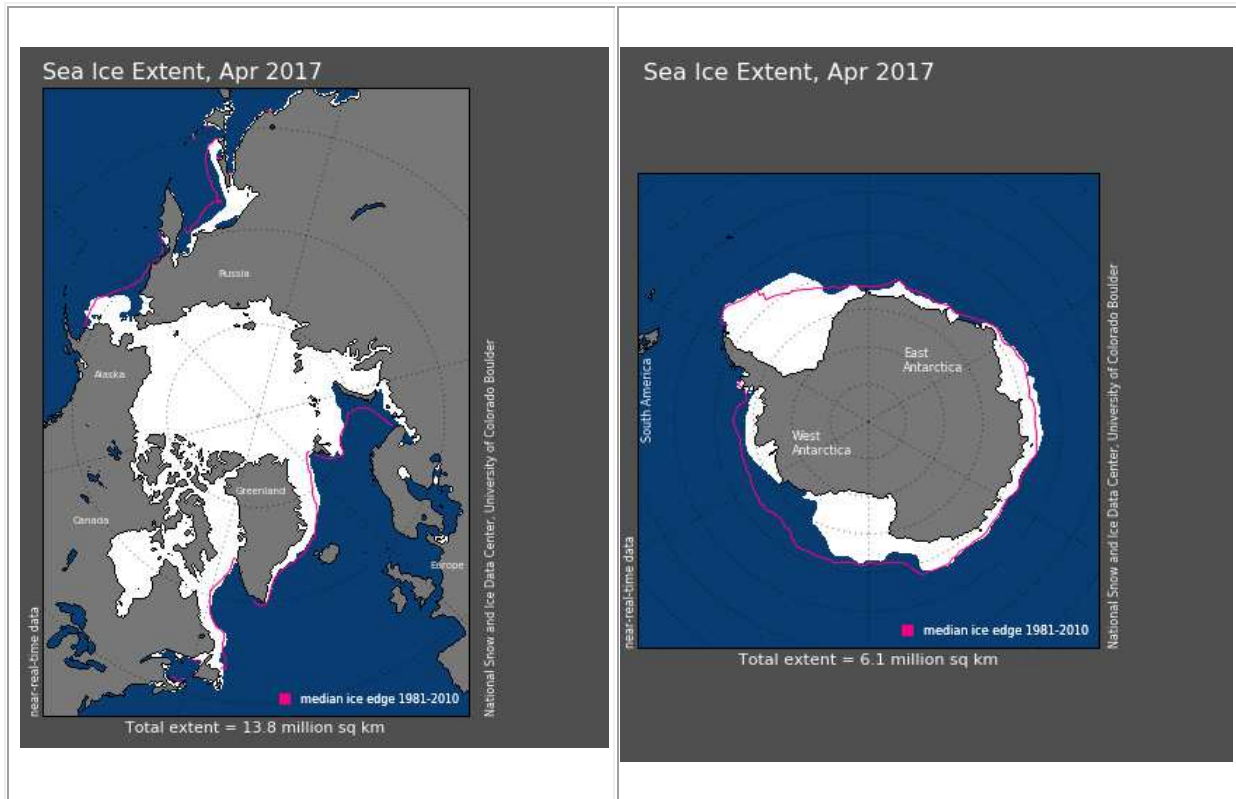 Sea Ice Extent, Apr 2017
Russia
Alaska
Greenland
Canada
Europe
near-real-time data
National Snow and Ice Data Center, University of Colorado Boulder
median ice edge 1981-2010
Total extent = 13.8 million sq km
Sea Ice Extent, Apr 2017
South America
East
Antarctica
West
Antarctica
near-real-time data
National Snow and Ice Data Center, University of Colorado Boulder
median ice edge 1981-2010
Total extent = 6.1 million sq km